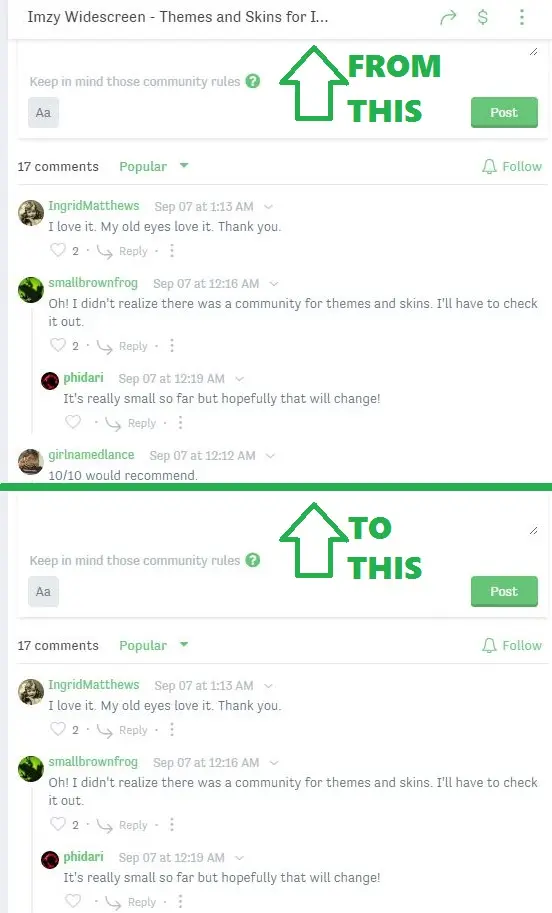 Imzy Widescreen - Themes and Skins for I...
$
FROM
THIS
Keep in mind those community rules ?
Aa
Post
17 comments Popular Follow
IngridMatthews Sep 07 at 1:13 AM
I love it. My old eyes love it. Thank you.
2 · Reply ·
smallbrownfrog Sep 07 at 12:16 AM
Oh! I didn't realize there was a community for themes and skins. I'll have to check
it out.
2 · Reply ·
phidari Sep 07 at 12:19 AM
It's really small so far but hopefully that will change!
· Reply ·
girlnamedlance Sep 07 at 12:12 AM
10/10 would recommend.
TO
THIS
Keep in mind those community rules ?
Aa
Post
17 comments Popular Follow
IngridMatthews Sep 07 at 1:13 AM
I love it. My old eyes love it. Thank you.
2 · Reply ·
smallbrownfrog Sep 07 at 12:16 AM
Oh! I didn't realize there was a community for themes and skins. I'll have to check
it out.
2 · Reply ·
phidari Sep 07 at 12:19 AM
It's really small so far but hopefully that will change!
· Reply ·